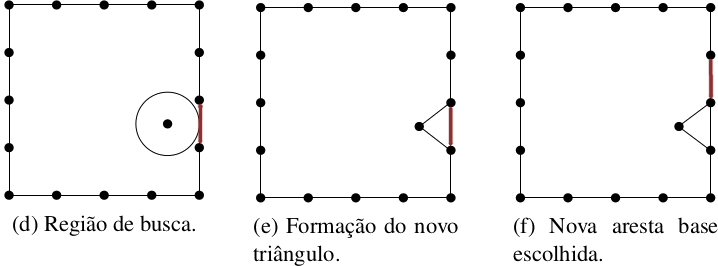 (d) Região de busca.
(e) Formação do novo
triângulo.
(f) Nova aresta base
escolhida.